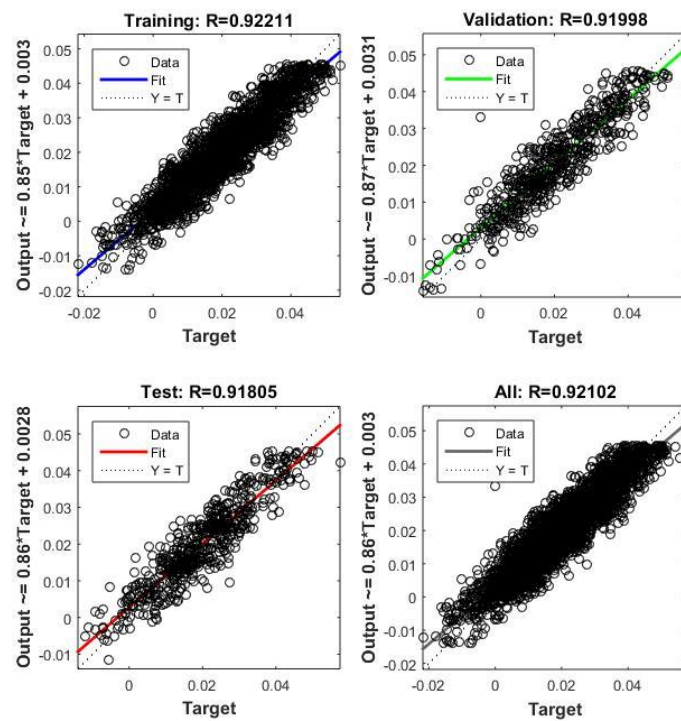 Training: R=0.92211
Output ~= 0.85*Target + 0.003
0.05
0.04
0.03
0.02
0.01
0
-0.01
-0.02
Data
Fit
Y = T
-0.02 0 0.02 0.04
Target
Validation: R=0.91998
Output ~= 0.87*Target + 0.0031
0.05
0.04
0.03
0.02
0.01
0
-0.01
Data
Fit
Y = T
0 0.02 0.04
Target
Test: R=0.91805
Output ~= 0.86*Target + 0.0028
0.05
0.04
0.03
0.02
0.01
0
-0.01
Data
Fit
Y = T
0 0.02 0.04
Target
All: R=0.92102
Output ~= 0.86*Target + 0.003
0.05
0.04
0.03
0.02
0.01
0
-0.01
-0.02
Data
Fit
Y = T
-0.02 0 0.02 0.04
Target